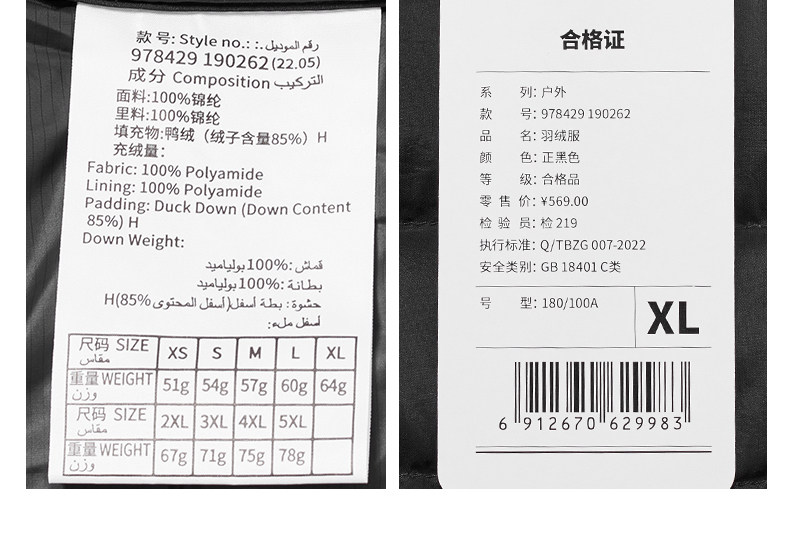 款 号: Style no.: :. رقم الموديل
978429 190262(22.05)
成分 Composition التركيب
面料:100%锦纶
里料:100%锦纶
填充物:鸭绒（绒子含量85%）H
充绒量:
Fabric: 100% Polyamide
Lining: 100% Polyamide
Padding: Duck Down (Down Content
85%) H
Down Weight:
قماش: 100%بولياميد
بطانة: 100%بولياميد
حشوة: بطة أسفل(أسفل المحتوى85%)H
أسفل ملء:
尺码 SIZE مقاس XS S M L XL
重量WEIGHT وزن 51g 54g 57g 60g 64g
尺码 SIZE مقاس 2XL 3XL 4XL 5XL
重量WEIGHT وزن 67g 71g 75g 78g
合格证
系 列: 户外
款 号: 978429 190262
品 名: 羽绒服
颜 色: 正黑色
等 级: 合格品
零 售 价: ¥569.00
检 验 员: 检 219
执行标准: Q/TBZG 007-2022
安全类别: GB 18401 C类
号 型: 180/100A
XL
6 912670 629983